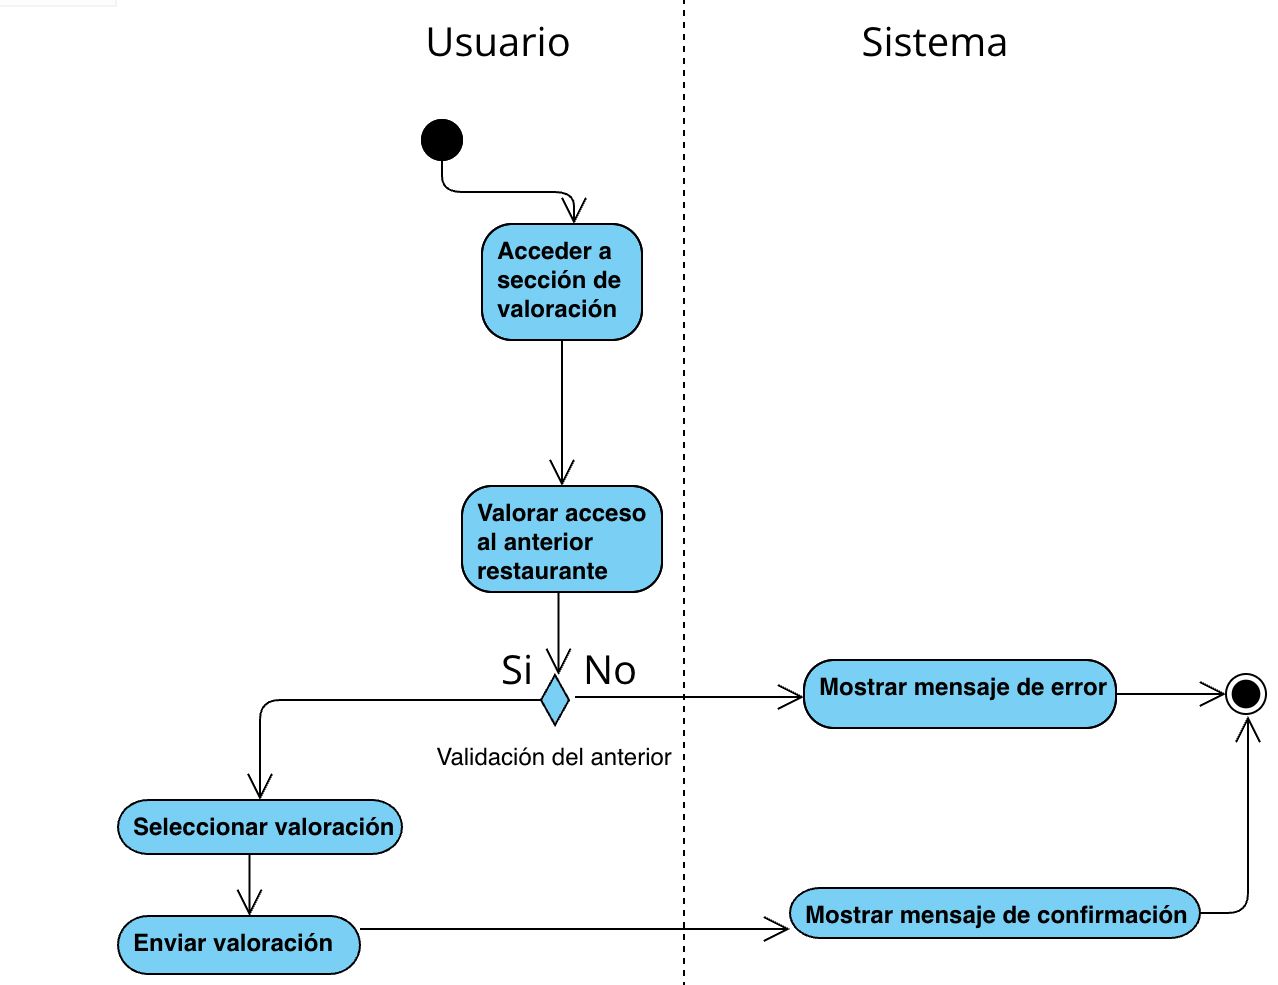 Usuario
Sistema
Acceder a
sección de
valoración
Valorar acceso
al anterior
restaurante
Si
No
Mostrar mensaje de error
Validación del anterior
Seleccionar valoración
Mostrar mensaje de confirmación
Enviar valoración